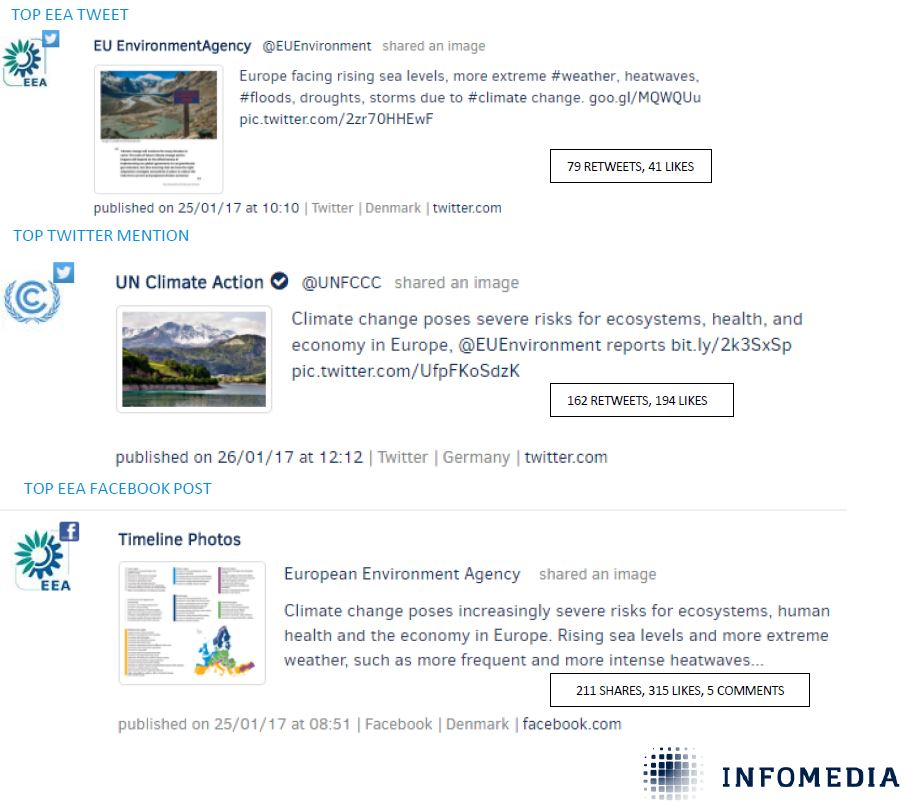 TOP EEA TWEET
EEA
EU EnvironmentAgency @EUEnvironment shared an image
Europe facing rising sea levels, more extreme #weather, heatwaves,
#floods, droughts, storms due to #climate change. goo.gl/MQWQUu
pic.twitter.com/2zr70HHEwF
79 RETWEETS, 41 LIKES
published on 25/01/17 at 10:10 | Twitter | Denmark | twitter.com
TOP TWITTER MENTION
UN Climate Action @UNFCCC shared an image
Climate change poses severe risks for ecosystems, health, and
economy in Europe, @EUEnvironment reports bit.ly/2k3SxSp
pic.twitter.com/UfpFKoSdzK
162 RETWEETS, 194 LIKES
published on 26/01/17 at 12:12 | Twitter | Germany | twitter.com
TOP EEA FACEBOOK POST
EEA
Timeline Photos
European Environment Agency shared an image
Climate change poses increasingly severe risks for ecosystems, human
health and the economy in Europe. Rising sea levels and more extreme
weather, such as more frequent and more intense heatwaves...
211 SHARES, 315 LIKES, 5 COMMENTS
published on 25/01/17 at 08:51 | Facebook | Denmark | facebook.com
INFOMEDIA